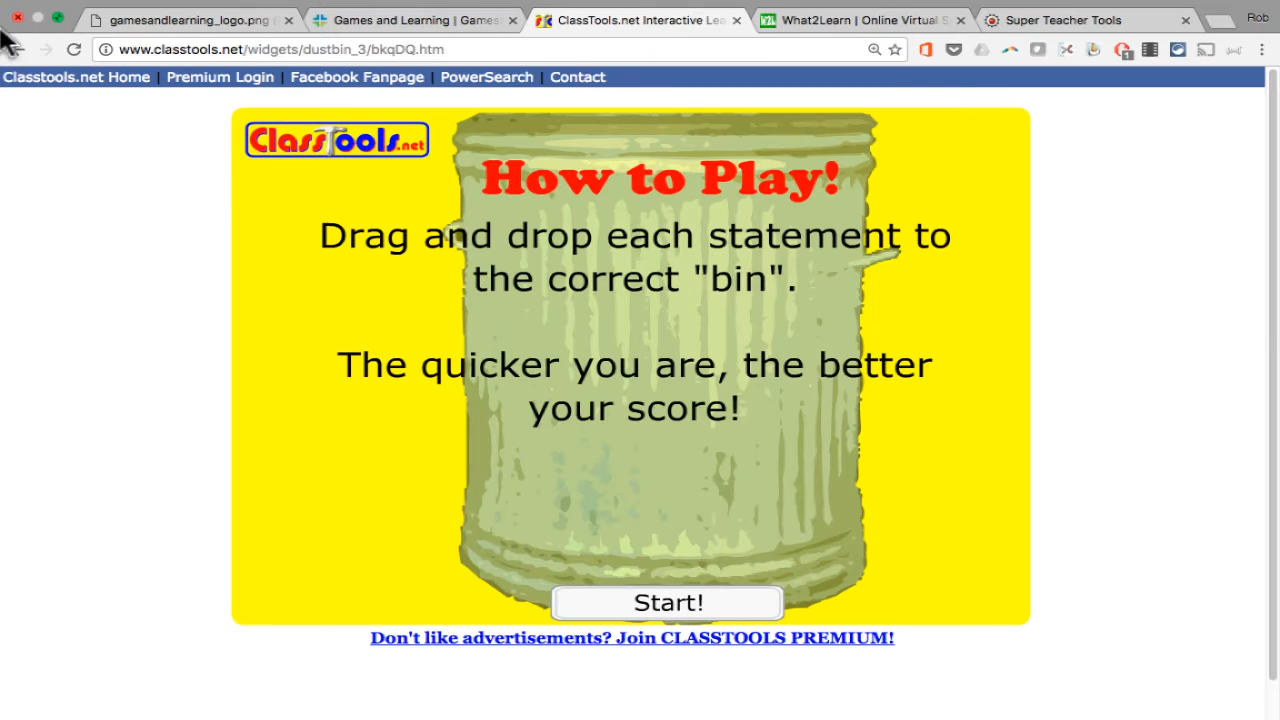 gamesandlearning_logo.png
Games and Learning | Games
ClassTools.net Interactive Lea
What2Learn | Online Virtual S
Super Teacher Tools
Rob
www.classtools.net/widgets/dustbin_3/bkqDQ.htm
1
Classtools.net Home | Premium Login | Facebook Fanpage | PowerSearch | Contact
ClassTools.net
How to Play!
Drag and drop each statement to
the correct "bin".
The quicker you are, the better
your score!
Start!
Don't like advertisements? Join CLASSTOOLS PREMIUM!